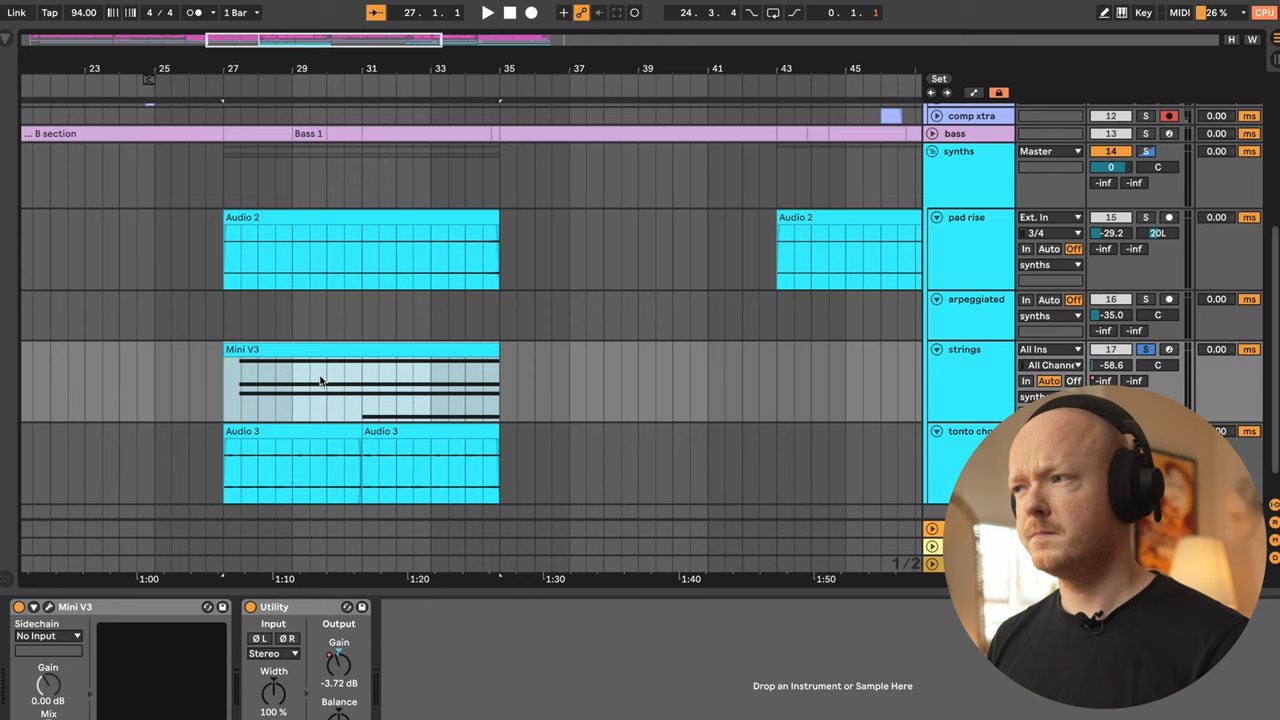 Link 94.00 4 / 4 1 Bar 27. 1. 1 24. 3. 4 0. 1. 1 Key MIDI 26 % CPU
H W
23 25 27 29 31 33 35 37 39 41 43 45
Set
comp xtra 12 S 0.00 ms
... B section Bass 1 bass 13 S 0.00 ms
synths Master 14 S 0.00 ms
0 C
-inf -inf
Audio 2 Audio 2 pad rise Ext. In 15 S 0.00 ms
3/4 -29.2 20L
In Auto Off -inf -inf
synths
arpeggiated In Auto Off 16 S 0.00 ms
synths -35.0 C
-inf -inf
Mini V3 strings All Ins 17 S 0.00 ms
All Channe -58.6 C
In Auto Off -inf -inf
Audio 3 Audio 3 ms
1/2
1:00 1:10 1:20 1:30 1:40 1:50
Mini V3 Utility
Sidechain Input Output
No Input Ø L Ø R Gain
Stereo
Gain Width -3.72 dB
0.00 dB Balance
Mix 100 %
Drop an Instrument or Sample Here